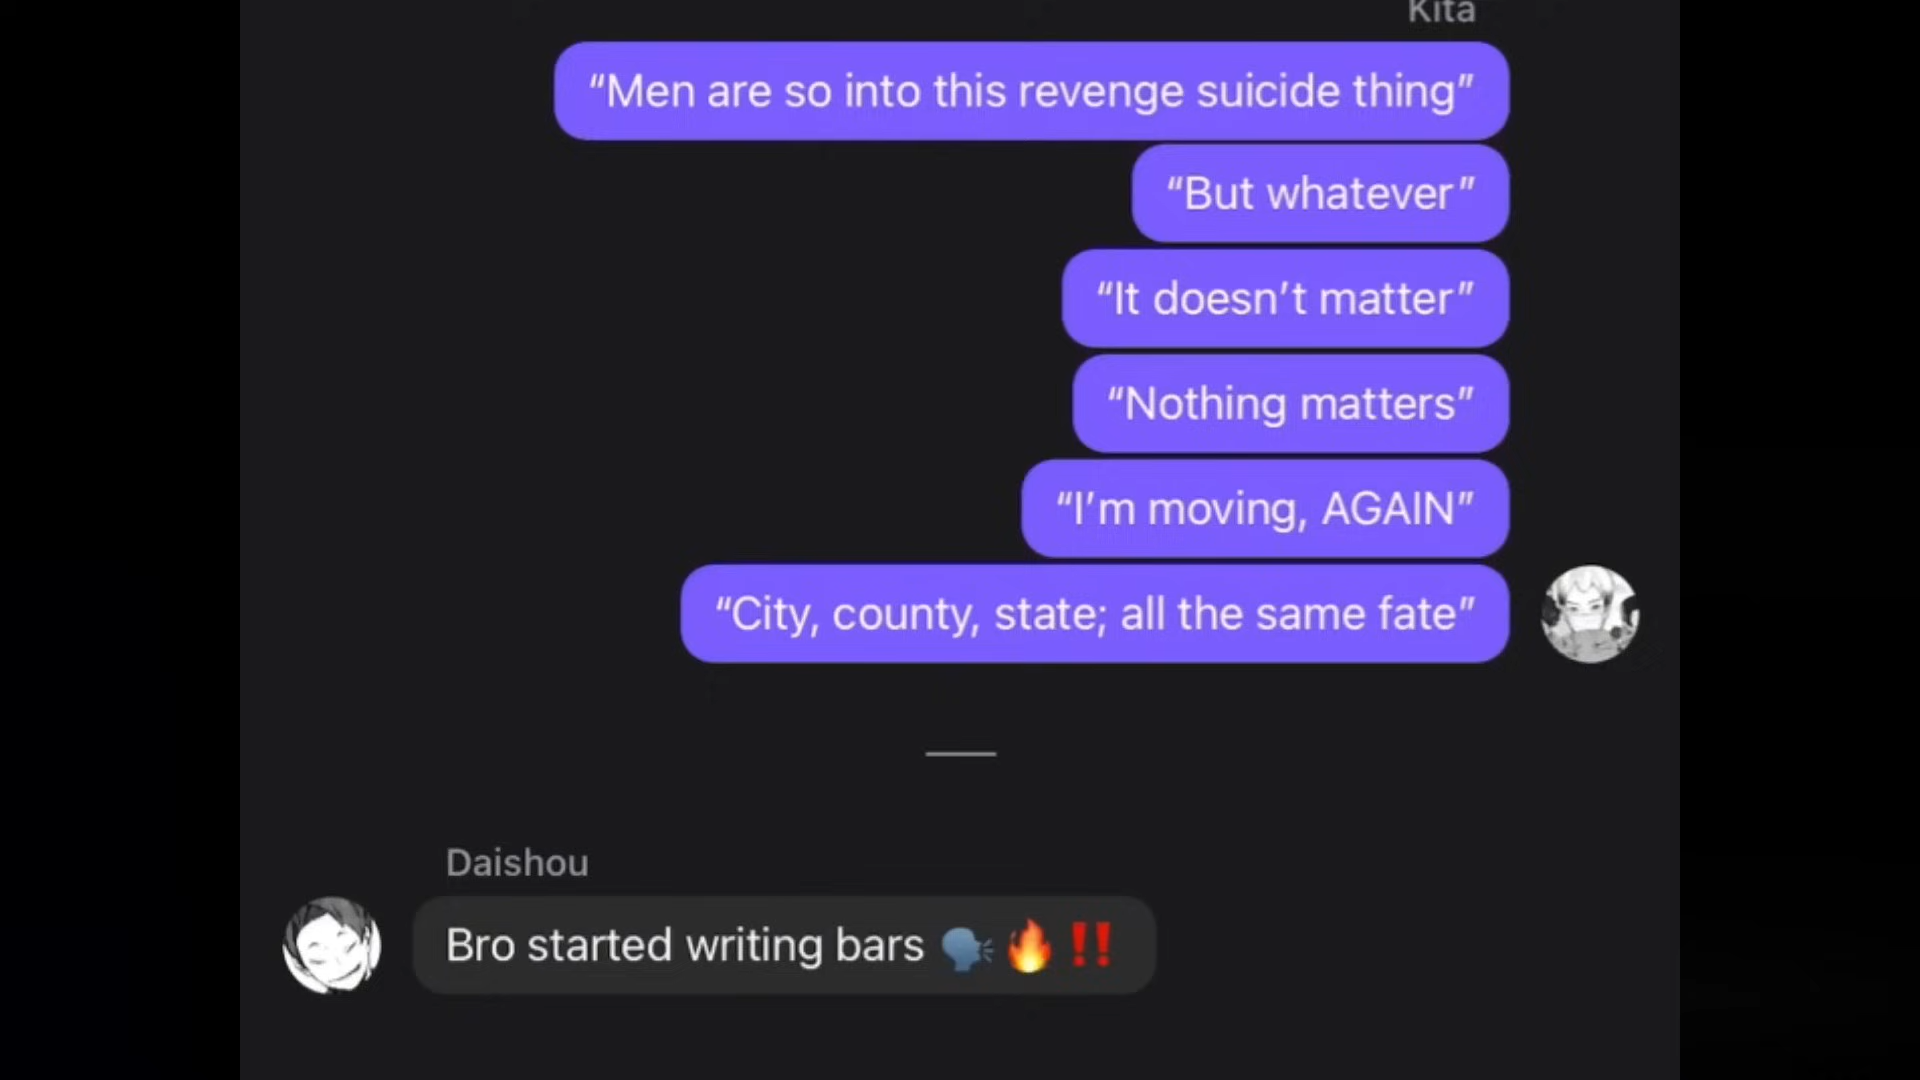 Kita
“Men are so into this revenge suicide thing”
“But whatever”
“It doesn’t matter”
“Nothing matters”
“I’m moving, AGAIN”
“City, county, state; all the same fate”
Daishou
Bro started writing bars 🗣️🔥‼️